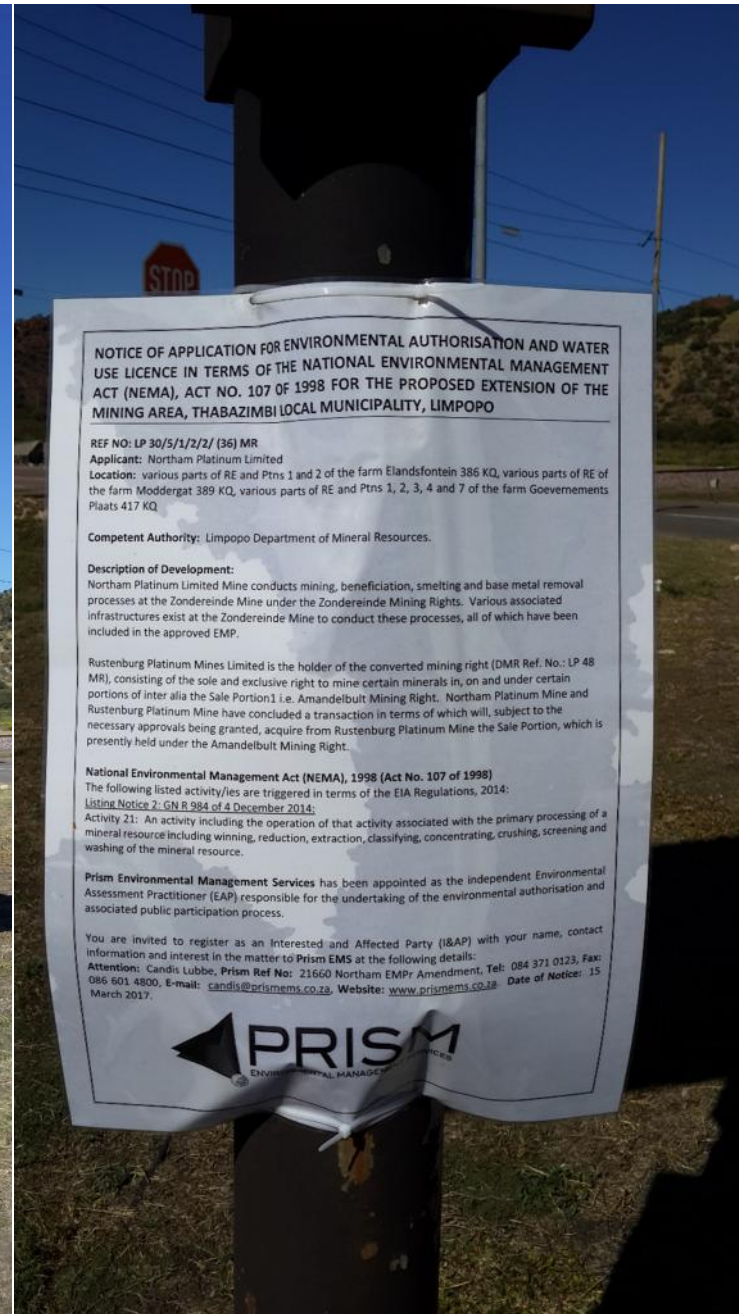 STOP
NOTICE OF APPLICATION FOR ENVIRONMENTAL AUTHORISATION AND WATER
USE LICENCE IN TERMS OF THE NATIONAL ENVIRONMENTAL MANAGEMENT
ACT (NEMA), ACT NO. 107 OF 1998 FOR THE PROPOSED EXTENSION OF THE
MINING AREA, THABAZIMBI LOCAL MUNICIPALITY, LIMPOPO
REF NO: LP 30/5/1/2/2/ (36) MR
Applicant: Northam Platinum Limited
Location: various parts of RE and Ptns 1 and 2 of the farm Elandsfontein 386 KQ, various parts of RE of
the farm Moddergat 389 KQ, various parts of RE and Ptns 1, 2, 3, 4 and 7 of the farm Goevernements
Plaats 417 KQ
Competent Authority: Limpopo Department of Mineral Resources.
Description of Development:
Northam Platinum Limited Mine conducts mining, beneficiation, smelting and base metal removal
processes at the Zondereinde Mine under the Zondereinde Mining Rights. Various associated
infrastructures exist at the Zondereinde Mine to conduct these processes, all of which have been
included in the approved EMP.
Rustenburg Platinum Mines Limited is the holder of the converted mining right (DMR Ref. No.: LP 48
MR), consisting of the sole and exclusive right to mine certain minerals in, on and under certain
portions of inter alia the Sale Portion1 i.e. Amandelbult Mining Right. Northam Platinum Mine and
Rustenburg Platinum Mine have concluded a transaction in terms of which will, subject to the
necessary approvals being granted, acquire from Rustenburg Platinum Mine the Sale Portion, which is
presently held under the Amandelbult Mining Right.
National Environmental Management Act (NEMA), 1998 (Act No. 107 of 1998)
The following listed activity/ies are triggered in terms of the EIA Regulations, 2014:
Listing Notice 2: GN R 984 of 4 December 2014:
Activity 21: An activity including the operation of that activity associated with the primary processing of a
mineral resource including winning, reduction, extraction, classifying, concentrating, crushing, screening and
washing of the mineral resource.
Prism Environmental Management Services has been appointed as the independent Environmental
Assessment Practitioner (EAP) responsible for the undertaking of the environmental authorisation and
associated public participation process.
You are invited to register as an Interested and Affected Party (I&AP) with your name, contact
information and interest in the matter to Prism EMS at the following details:
Attention: Candis Lubbe, Prism Ref No: 21660 Northam EMPr Amendment, Tel: 084 371 0123, Fax:
086 601 4800, E-mail: candis@prismems.co.za, Website: www.prismems.co.za. Date of Notice: 15
March 2017.
PRISM
ENVIRONMENTAL MANAGEMENT SERVICES